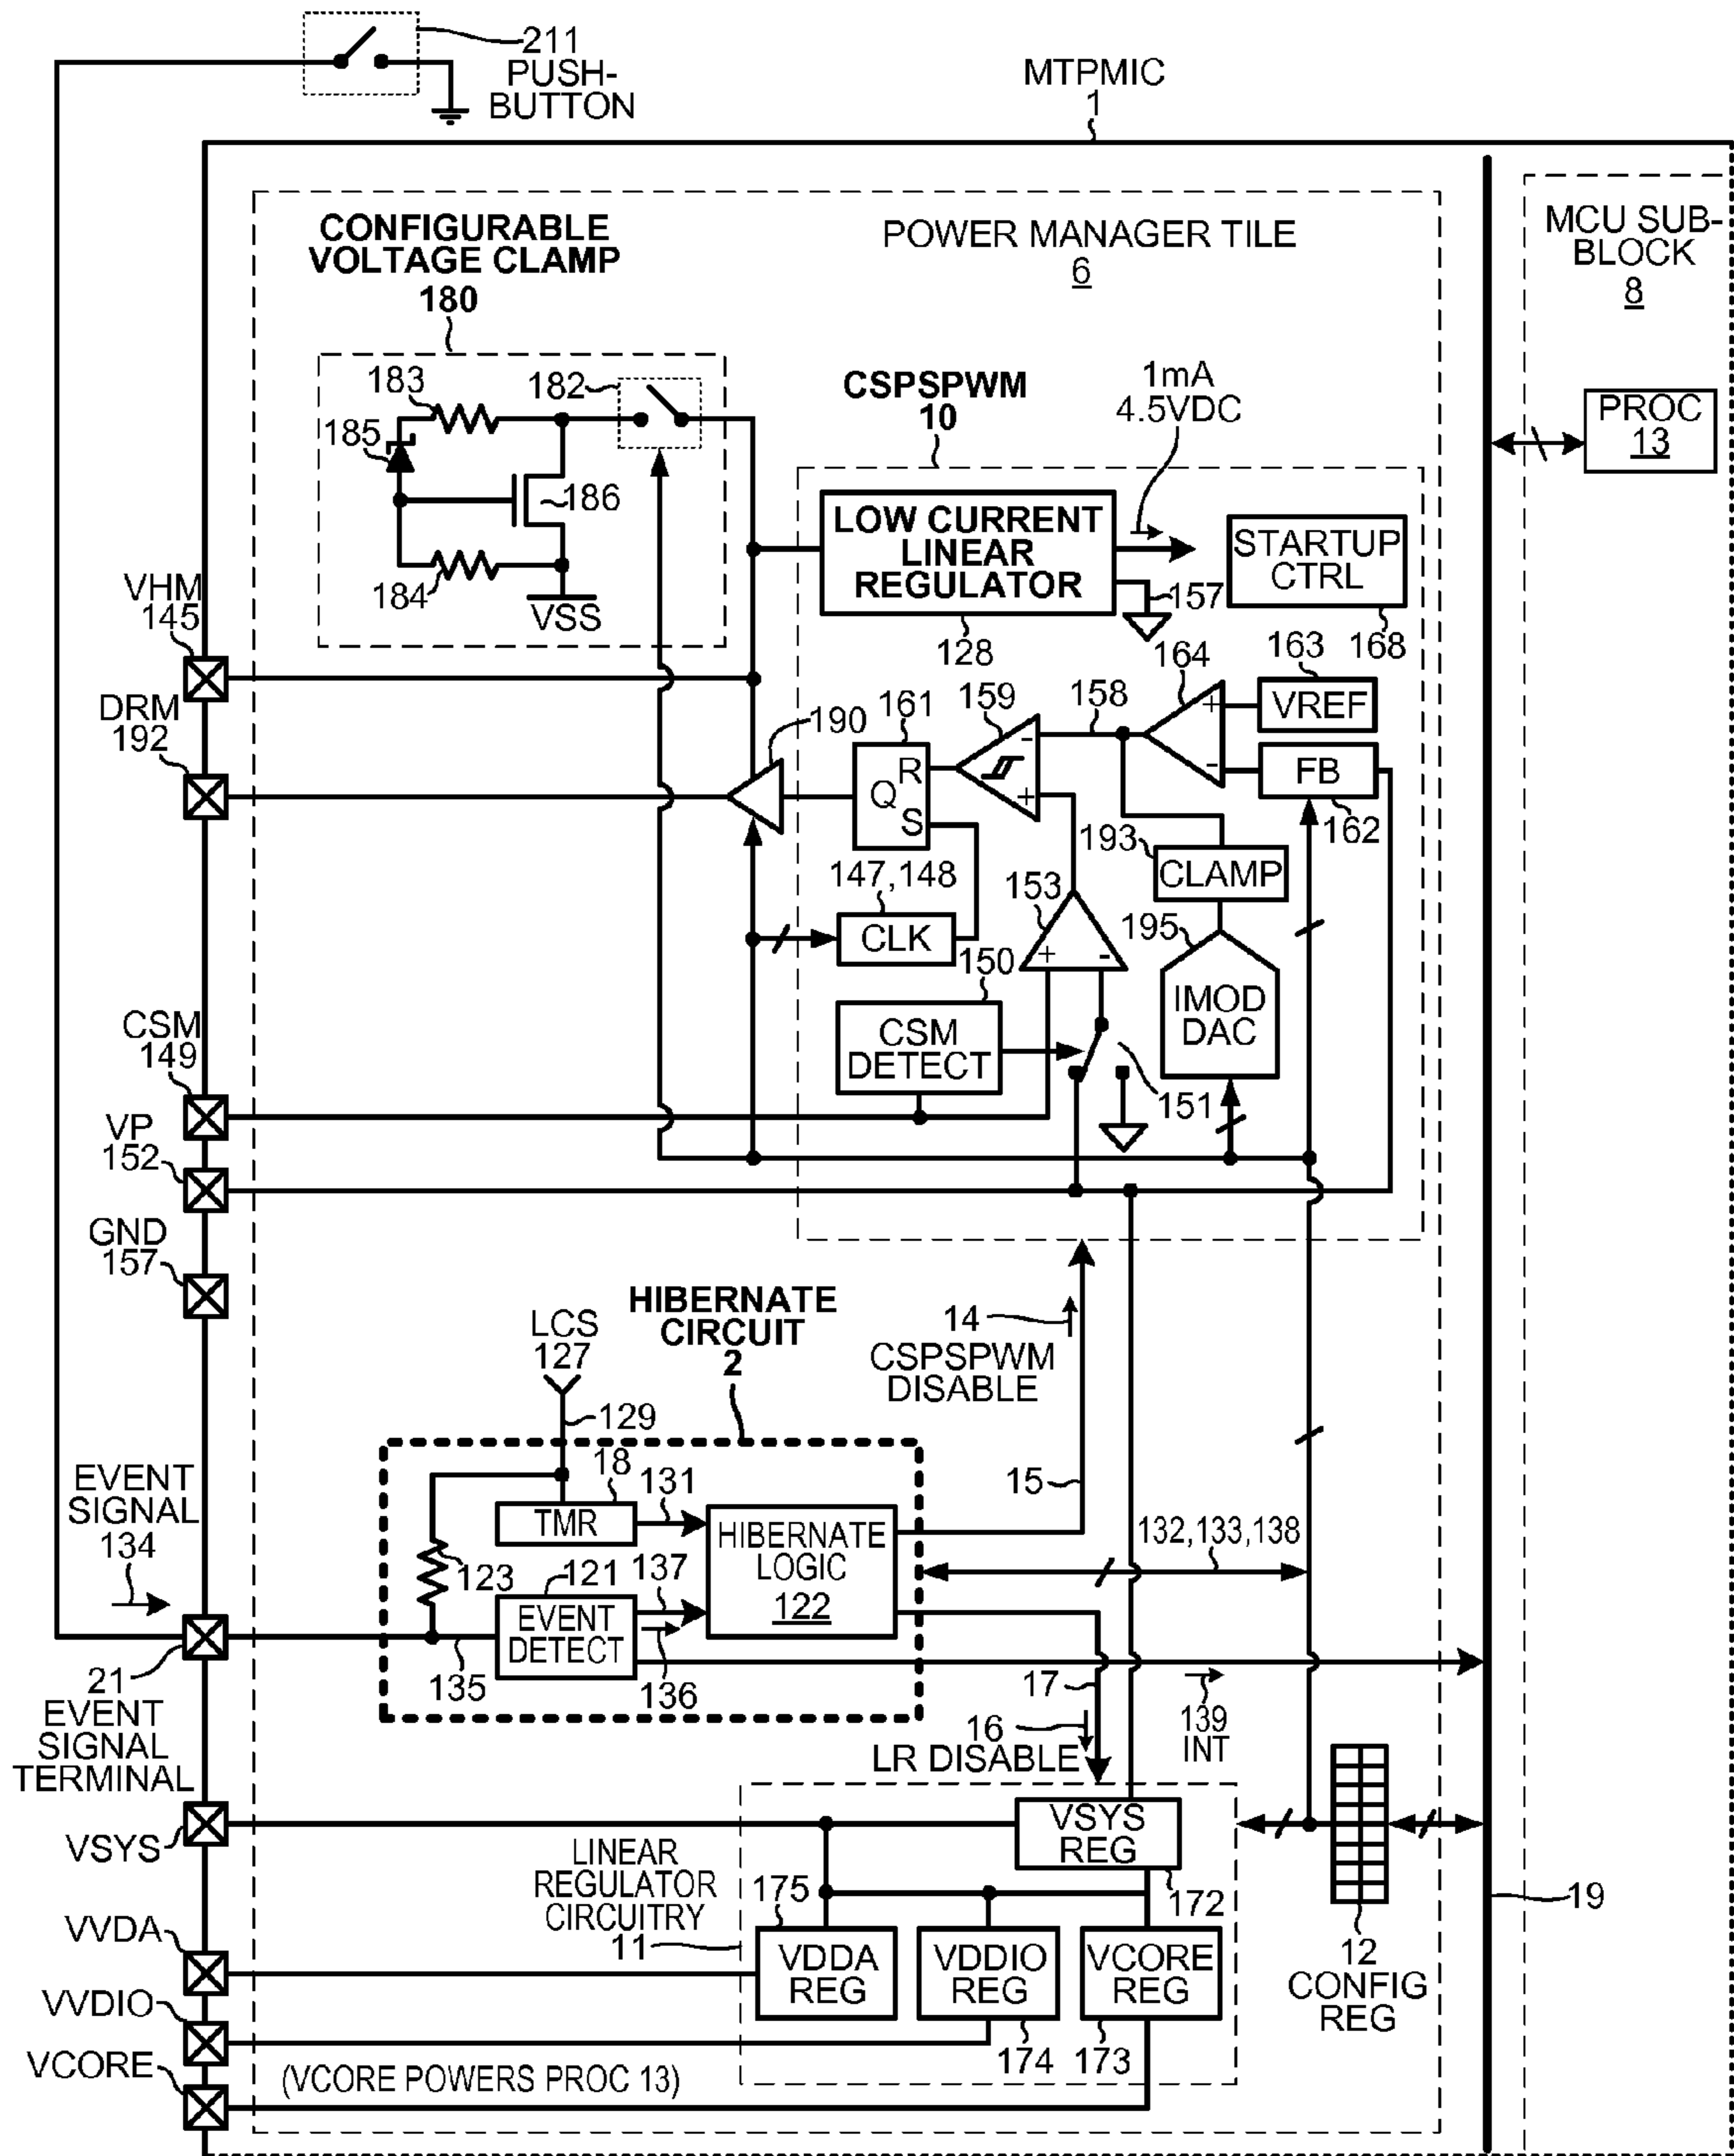 211
PUSH-
BUTTON
MTPMIC
1
CONFIGURABLE
VOLTAGE CLAMP
180
POWER MANAGER TILE
6
MCU SUB-
BLOCK
8
183
182
185
186
184
VSS
CSPSPWM
10
1mA
4.5VDC
PROC
13
LOW CURRENT
LINEAR
REGULATOR
128
157
STARTUP
CTRL
168
VHM
145
DRM
192
190
161
R
Q
S
159
-
+
158
164
+
-
163
VREF
FB
162
193
CLAMP
147,148
CLK
153
+
-
195
IMOD
DAC
150
CSM
DETECT
151
CSM
149
VP
152
GND
157
HIBERNATE
CIRCUIT
2
LCS
127
129
14
CSPSPWM
DISABLE
15
18
TMR
131
HIBERNATE
LOGIC
122
132,133,138
EVENT
SIGNAL
134
123
121
137
EVENT
DETECT
136
135
21
EVENT
SIGNAL
TERMINAL
17
16
LR DISABLE
139
INT
VSYS
VSYS
REG
172
LINEAR
REGULATOR
CIRCUITRY
11
175
VDDA
REG
VDDIO
REG
174
VCORE
REG
173
12
CONFIG
REG
19
VVDA
VVDIO
VCORE
(VCORE POWERS PROC 13)